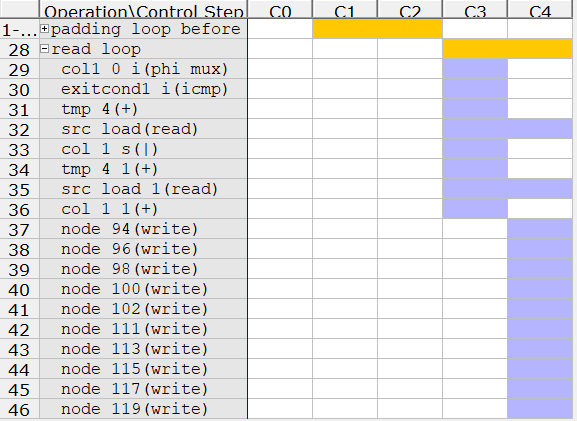 Operation\Control Step C0 C1 C2 C3 C4
1-... padding loop before
28 read loop
29 col1 0 i(phi mux)
30 exitcond1 i(icmp)
31 tmp 4(+)
32 src load(read)
33 col 1 s(|)
34 tmp 4 1(+)
35 src load 1(read)
36 col 1 1(+)
37 node 94(write)
38 node 96(write)
39 node 98(write)
40 node 100(write)
41 node 102(write)
42 node 111(write)
43 node 113(write)
44 node 115(write)
45 node 117(write)
46 node 119(write)